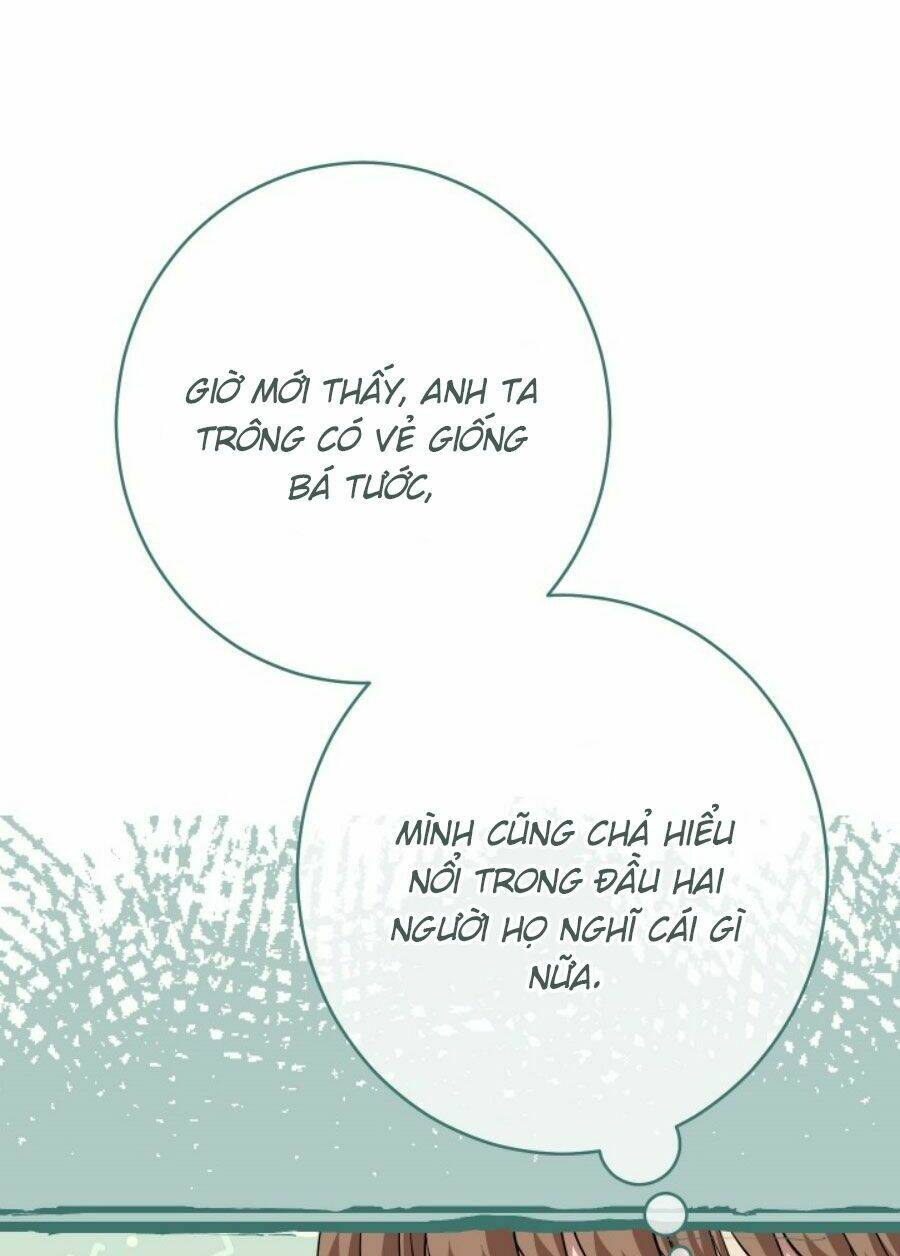 GIỜ MỚI THẤY, ANH TA
TRÔNG CÓ VẺ GIỐNG
BÁ TƯỚC,
MÌNH CŨNG CHẢ HIỂU
NỔI TRONG ĐẦU HAI
NGƯỜI HỌ NGHĨ CÁI GÌ
NỮA.